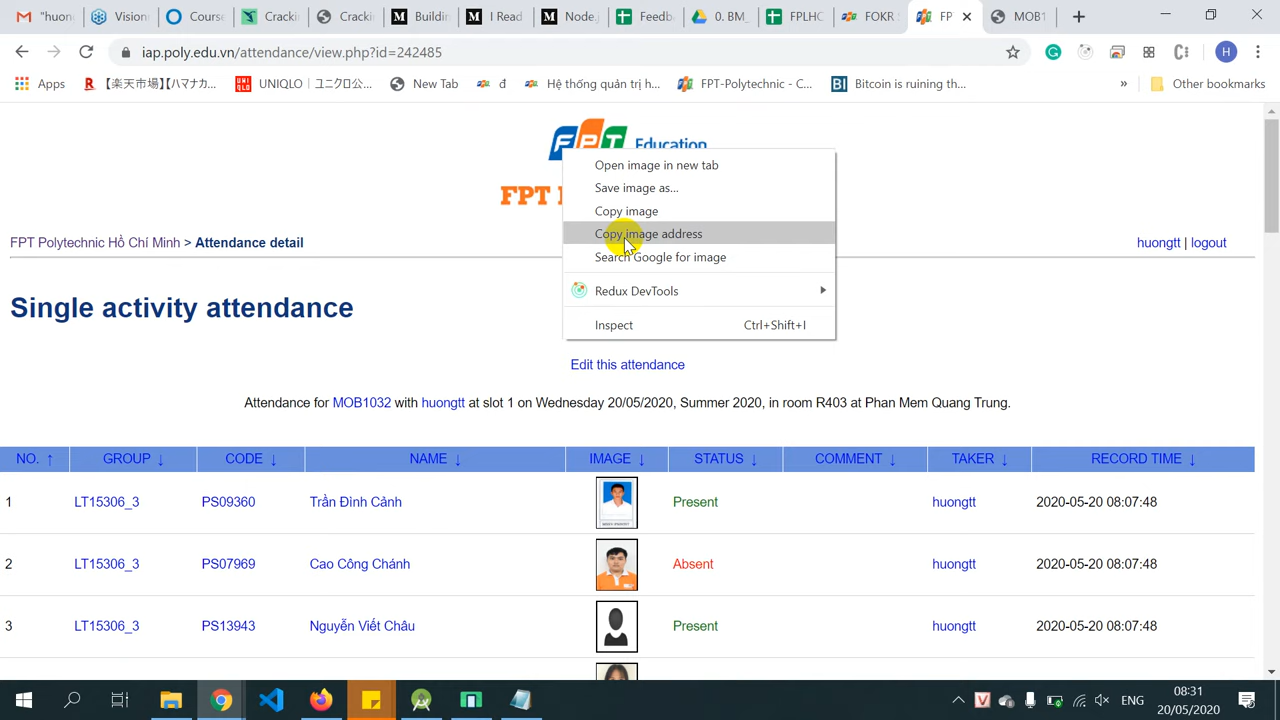 "huon
Vision
Cours
Cracki
Cracki
Buildin
I Read
Node.j
Feedb
0. BM_
FPLHC
FOKR
FP
MOB1
iap.poly.edu.vn/attendance/view.php?id=242485
H
Apps
【楽天市場】【ハマナカ...
UNIQLO | ユニクロ公...
New Tab
đ
Hệ thống quản trị h...
FPT-Polytechnic - C...
Bitcoin is ruining th...
»
Other bookmarks
FPT Education
FPT
Open image in new tab
Save image as...
Copy image
Copy image address
Search Google for image
Redux DevTools
Inspect Ctrl+Shift+I
FPT Polytechnic Hồ Chí Minh > Attendance detail
huongtt | logout
Single activity attendance
Edit this attendance
Attendance for MOB1032 with huongtt at slot 1 on Wednesday 20/05/2020, Summer 2020, in room R403 at Phan Mem Quang Trung.
NO. ↑ GROUP ↓ CODE ↓ NAME ↓ IMAGE ↓ STATUS ↓ COMMENT ↓ TAKER ↓ RECORD TIME ↓
1 LT15306_3 PS09360 Trần Đình Cảnh Present huongtt 2020-05-20 08:07:48
2 LT15306_3 PS07969 Cao Công Chánh Absent huongtt 2020-05-20 08:07:48
3 LT15306_3 PS13943 Nguyễn Viết Châu Present huongtt 2020-05-20 08:07:48
ENG
08:31
20/05/2020